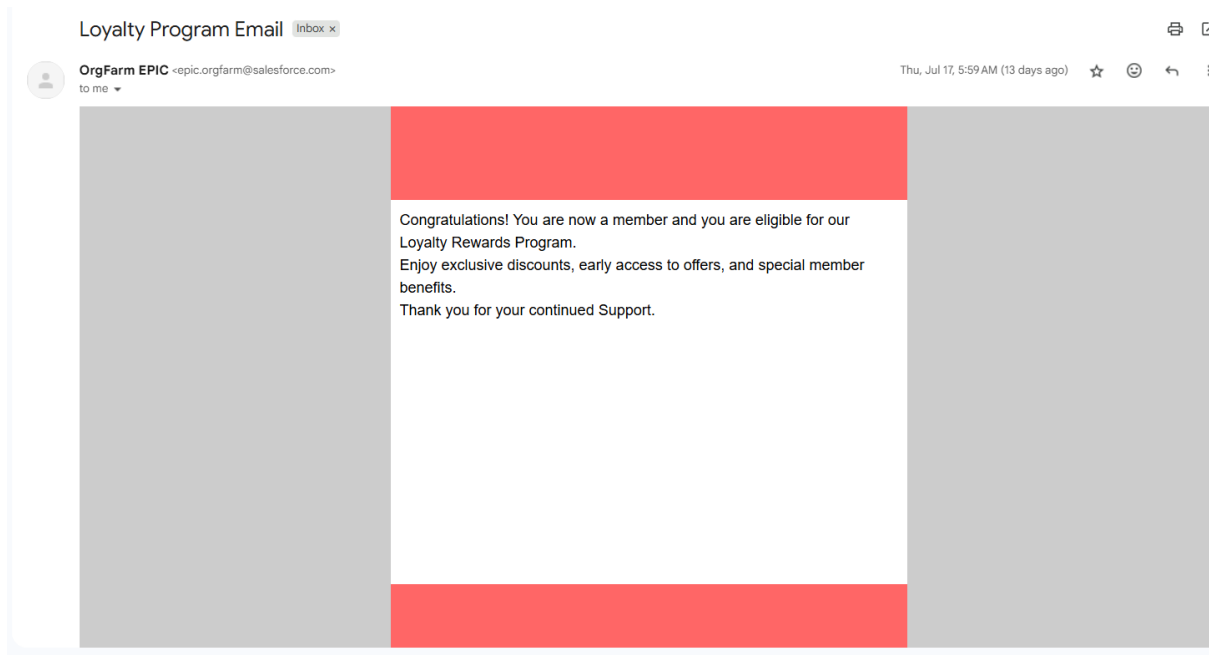 Loyalty Program Email Inbox ×
OrgFarm EPIC <epic.orgfarm@salesforce.com> Thu, Jul 17, 5:59 AM (13 days ago)
to me
Congratulations! You are now a member and you are eligible for our
Loyalty Rewards Program.
Enjoy exclusive discounts, early access to offers, and special member
benefits.
Thank you for your continued Support.